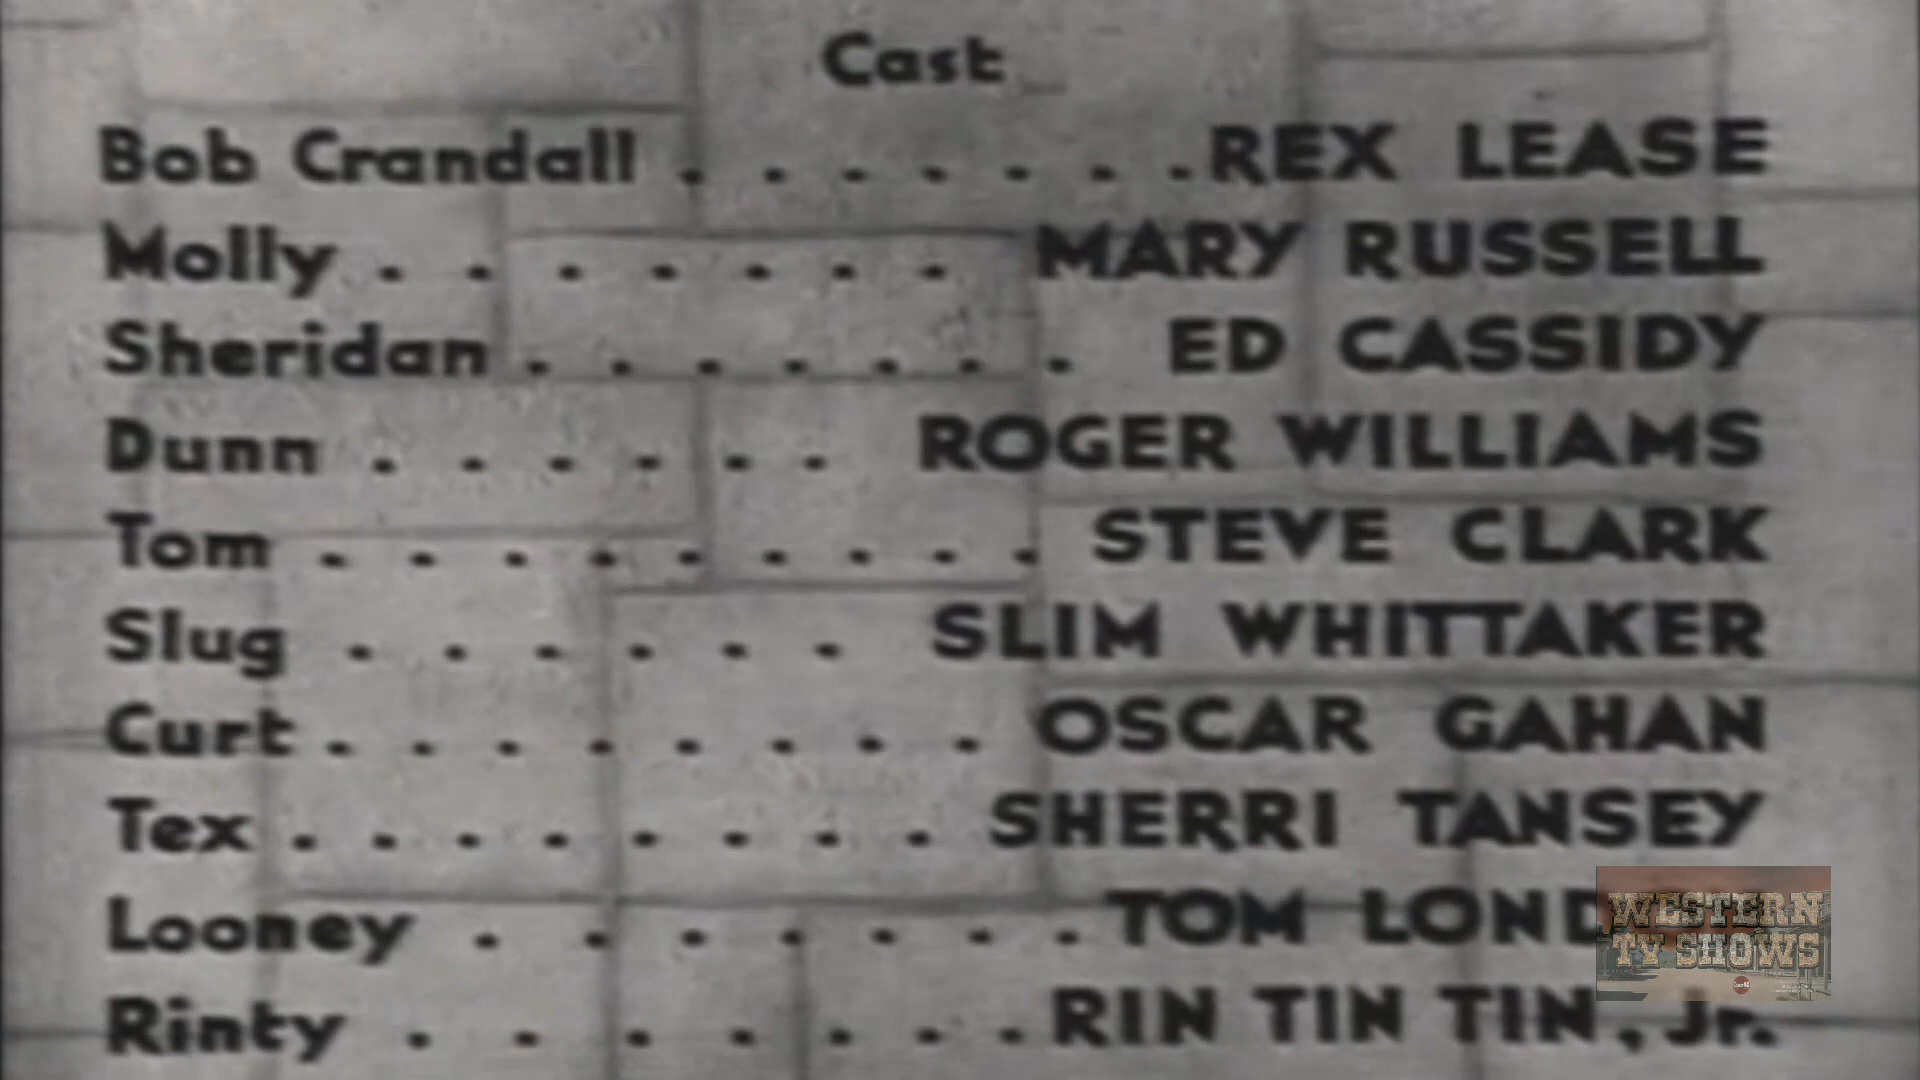 Cast
Bob Crandall . . . . . . . REX LEASE
Molly . . . . . . . MARY RUSSELL
Sheridan . . . . . . . ED CASSIDY
Dunn . . . . . . ROGER WILLIAMS
Tom . . . . . . . . . STEVE CLARK
Slug . . . . . . SLIM WHITTAKER
Curt . . . . . . . . OSCAR GAHAN
Tex . . . . . . . . SHERRI TANSEY
Looney . . . . . . . TOM
WESTERN
TV SHOWS
Rinty . . . . . . . RIN TIN TIN, Jr.